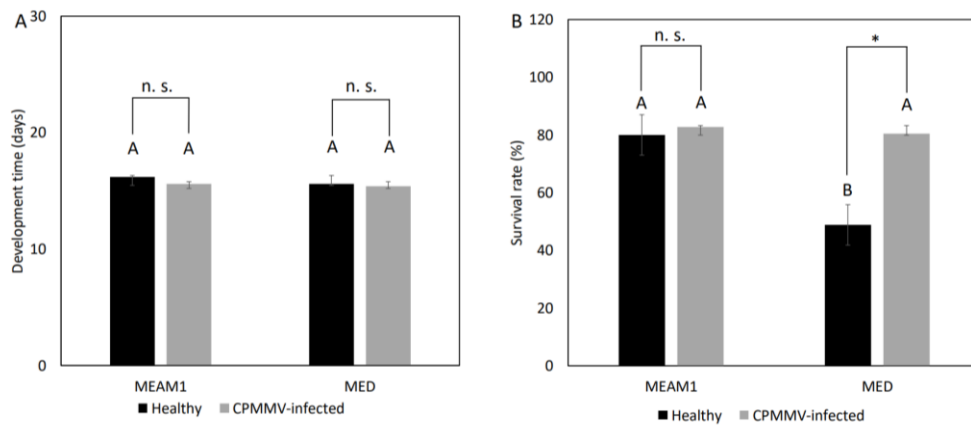 A
Development time (days)
30
20
10
0
n. s.
n. s.
A
A
A
A
MEAM1
MED
Healthy
CPMMV-infected
B
Survival rate (%)
120
100
80
60
40
20
0
n. s.
*
A
A
A
B
MEAM1
MED
Healthy
CPMMV-infected